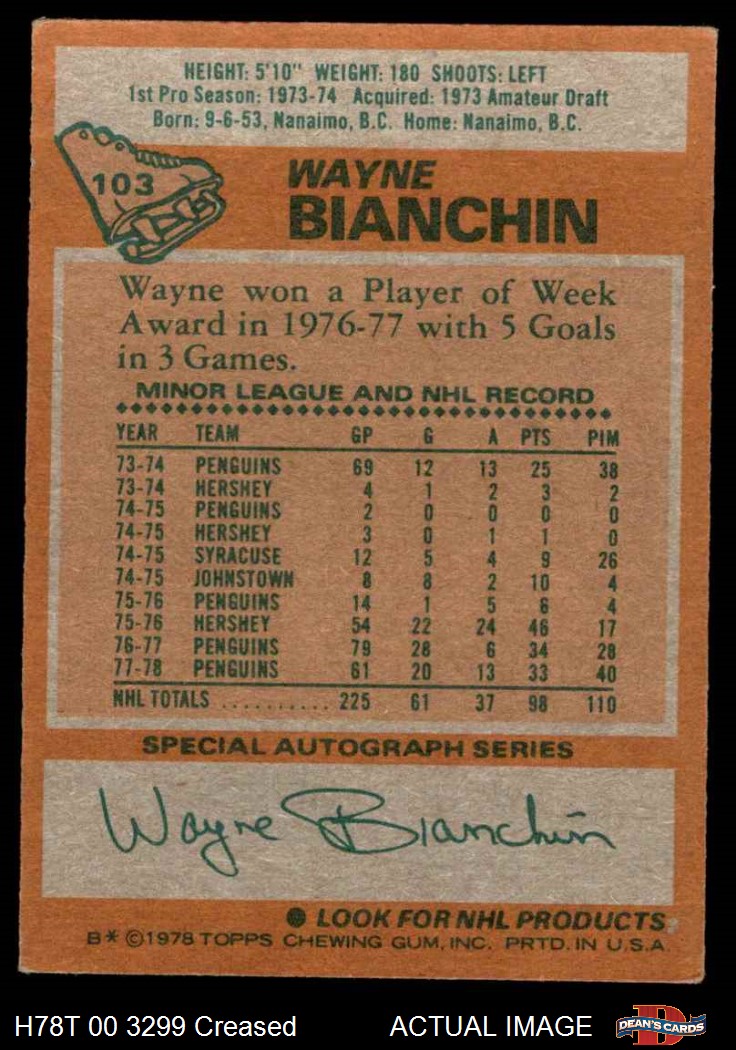 HEIGHT: 5'10" WEIGHT: 180 SHOOTS: LEFT
1st Pro Season: 1973-74 Acquired: 1973 Amateur Draft
Born: 9-6-53, Nanaimo, B.C. Home: Nanaimo, B.C.
103
WAYNE
BIANCHIN
Wayne won a Player of Week
Award in 1976-77 with 5 Goals
in 3 Games.
MINOR LEAGUE AND NHL RECORD
YEAR TEAM GP G A PTS PIM
73-74 PENGUINS 69 12 13 25 38
73-74 HERSHEY 4 1 2 3 2
74-75 PENGUINS 2 0 0 0 0
74-75 HERSHEY 3 0 1 1 0
74-75 SYRACUSE 12 5 4 9 26
74-75 JOHNSTOWN 8 8 2 10 4
75-76 PENGUINS 14 1 5 6 4
75-76 HERSHEY 54 22 24 46 17
76-77 PENGUINS 79 28 6 34 28
77-78 PENGUINS 61 20 13 33 40
NHL TOTALS .......... 225 61 37 98 110
SPECIAL AUTOGRAPH SERIES
Wayne Bianchin
● LOOK FOR NHL PRODUCTS
B* ©1978 TOPPS CHEWING GUM, INC. PRTD. IN U.S.A.
H78T 00 3299 Creased ACTUAL IMAGE
D DEAN'S CARDS